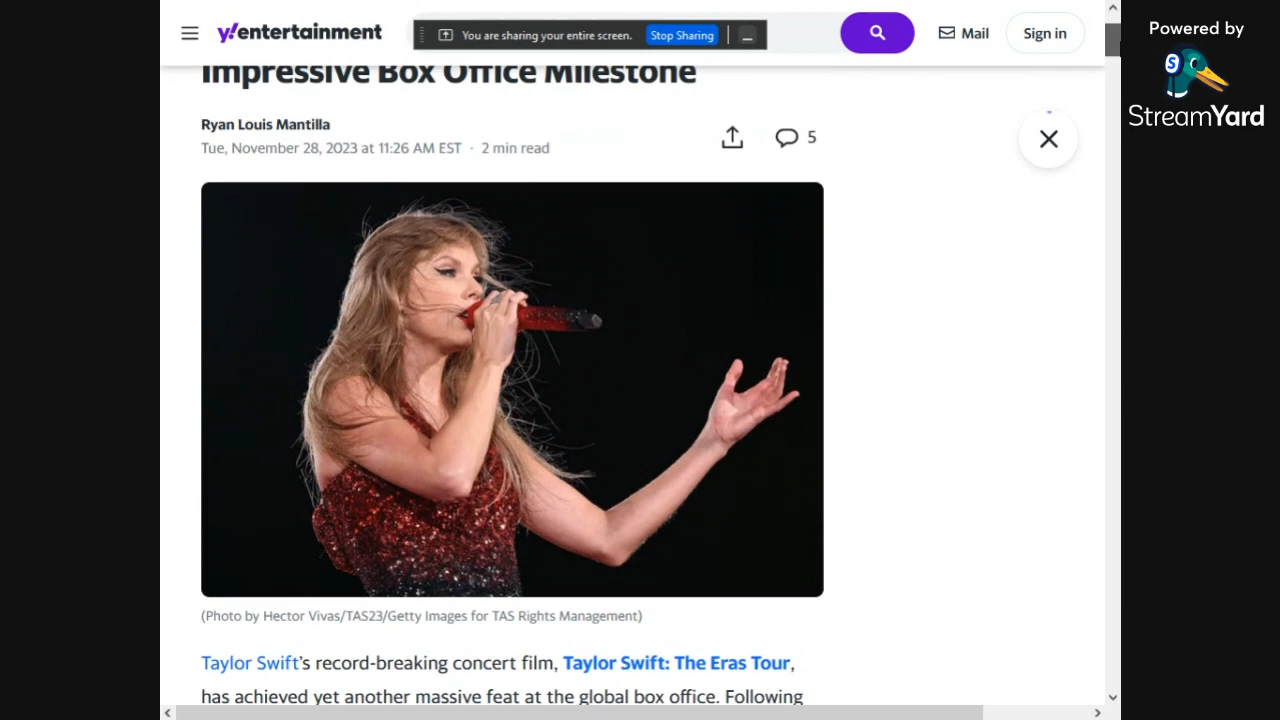 y!entertainment
You are sharing your entire screen.
Stop Sharing
Mail
Sign in
Powered by
StreamYard
Impressive Box Office Milestone
Ryan Louis Mantilla
Tue, November 28, 2023 at 11:26 AM EST · 2 min read
5
(Photo by Hector Vivas/TAS23/Getty Images for TAS Rights Management)
Taylor Swift's record-breaking concert film, Taylor Swift: The Eras Tour,
has achieved yet another massive feat at the global box office. Following